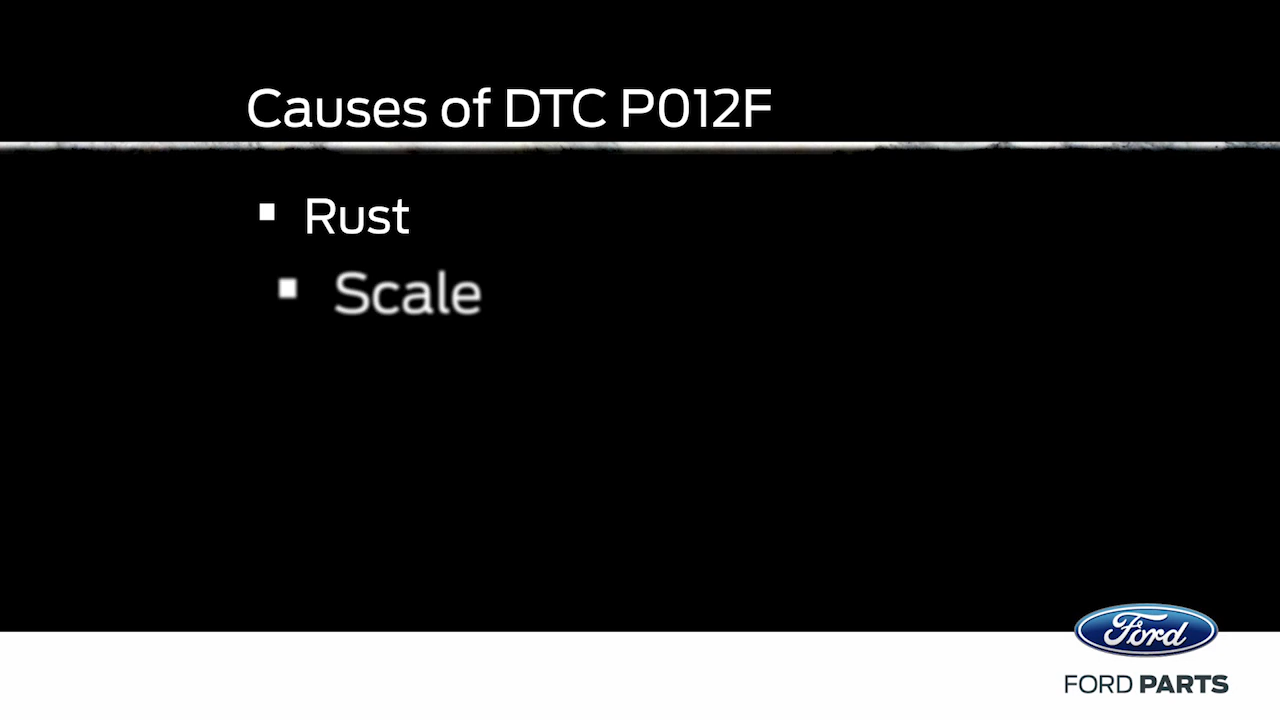 Causes of DTC P012F
▪ Rust
▪ Scale
Ford
FORD PARTS